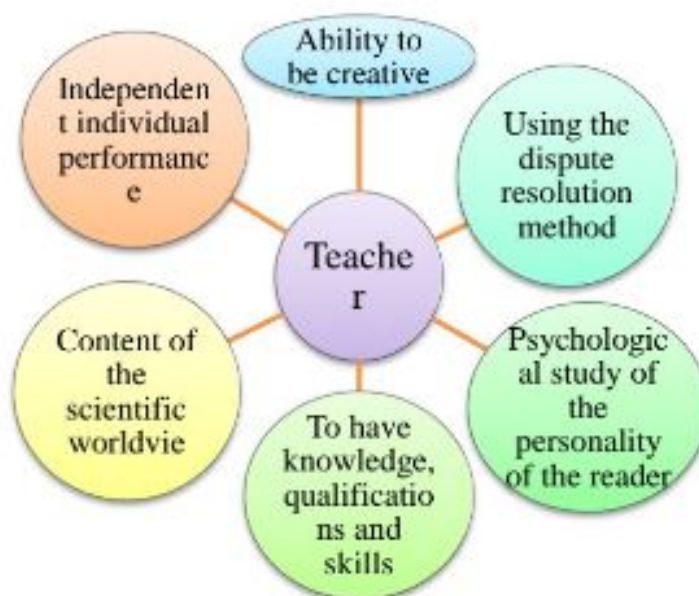 Ability to
be creative
Independen
t individual
performanc
e
Using the
dispute
resolution
method
Teache
r
Content of
the
scientific
worldvie
Psychologic
al study of
the
personality
of the reader
To have
knowledge,
qualificatio
ns and
skills